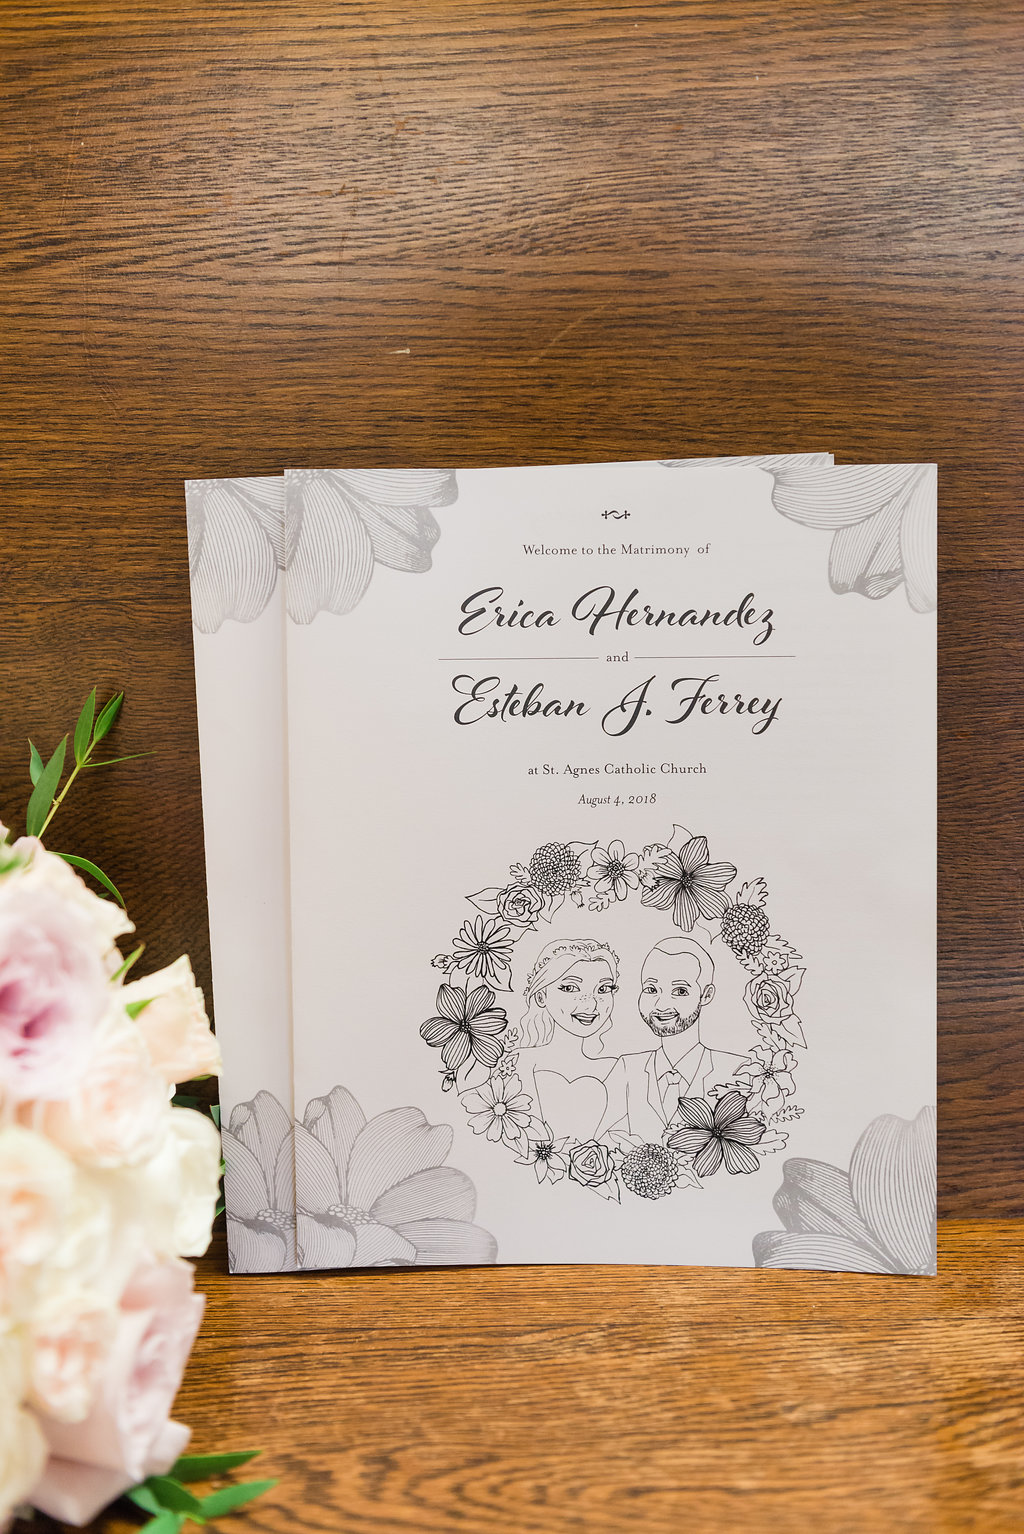 Welcome to the Matrimony of
Erica Hernandez
and
Esteban J. Ferrey
at St. Agnes Catholic Church
August 4, 2018